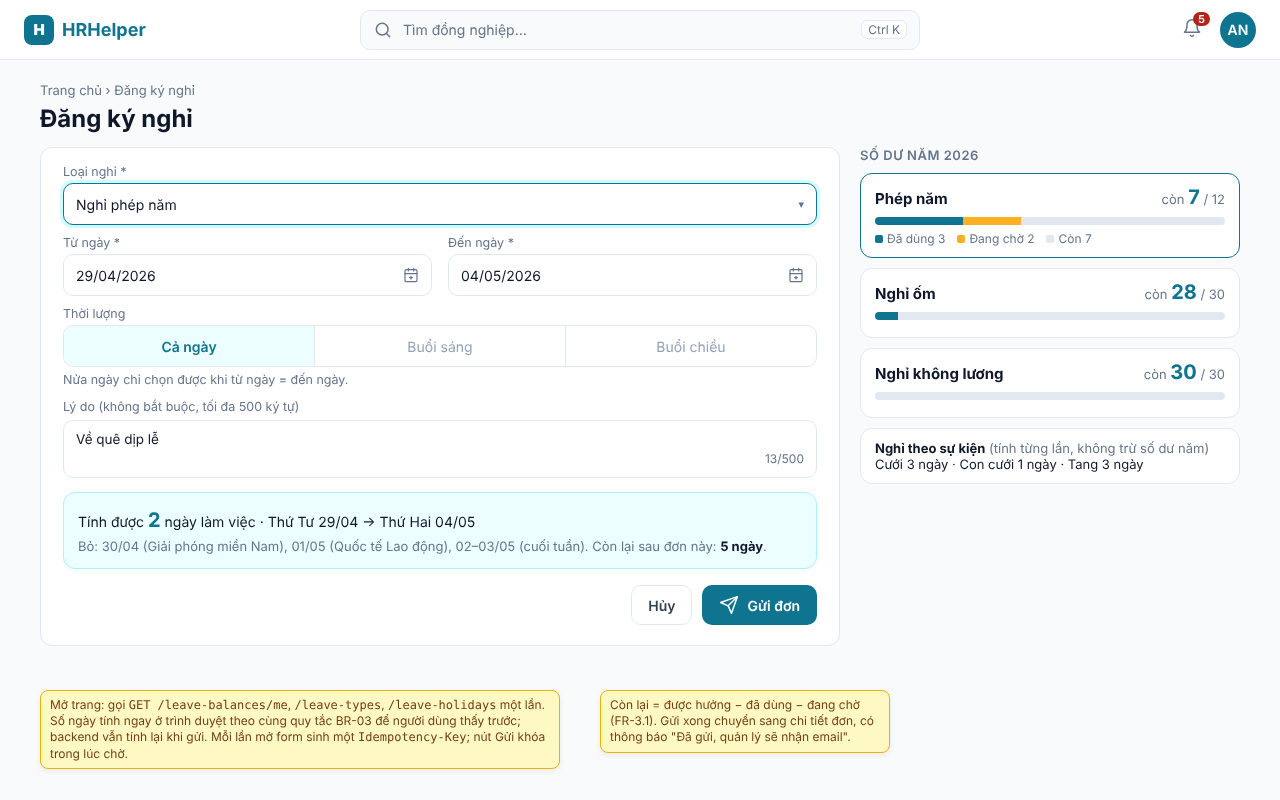 H HRHelper
Tìm đồng nghiệp... Ctrl K
5
AN
Trang chủ › Đăng ký nghỉ
Đăng ký nghỉ
Loại nghỉ *
Nghỉ phép năm
Từ ngày *
Đến ngày *
29/04/2026
04/05/2026
Thời lượng
Cả ngày
Buổi sáng
Buổi chiều
Nửa ngày chỉ chọn được khi từ ngày = đến ngày.
Lý do (không bắt buộc, tối đa 500 ký tự)
Về quê dịp lễ
13/500
Tính được 2 ngày làm việc · Thứ Tư 29/04 → Thứ Hai 04/05
Bỏ: 30/04 (Giải phóng miền Nam), 01/05 (Quốc tế Lao động), 02–03/05 (cuối tuần). Còn lại sau đơn này: 5 ngày.
Hủy
Gửi đơn
SỐ DƯ NĂM 2026
Phép năm
còn 7 / 12
Đã dùng 3
Đang chờ 2
Còn 7
Nghỉ ốm
còn 28 / 30
Nghỉ không lương
còn 30 / 30
Nghỉ theo sự kiện (tính từng lần, không trừ số dư năm)
Cưới 3 ngày · Con cưới 1 ngày · Tang 3 ngày
Mở trang: gọi GET /leave-balances/me, /leave-types, /leave-holidays một lần.
Số ngày tính ngay ở trình duyệt theo cùng quy tắc BR-03 để người dùng thấy trước;
backend vẫn tính lại khi gửi. Mỗi lần mở form sinh một Idempotency-Key; nút Gửi khóa
trong lúc chờ.
Còn lại = được hưởng − đã dùng − đang chờ
(FR-3.1). Gửi xong chuyển sang chi tiết đơn, có
thông báo "Đã gửi, quản lý sẽ nhận email".